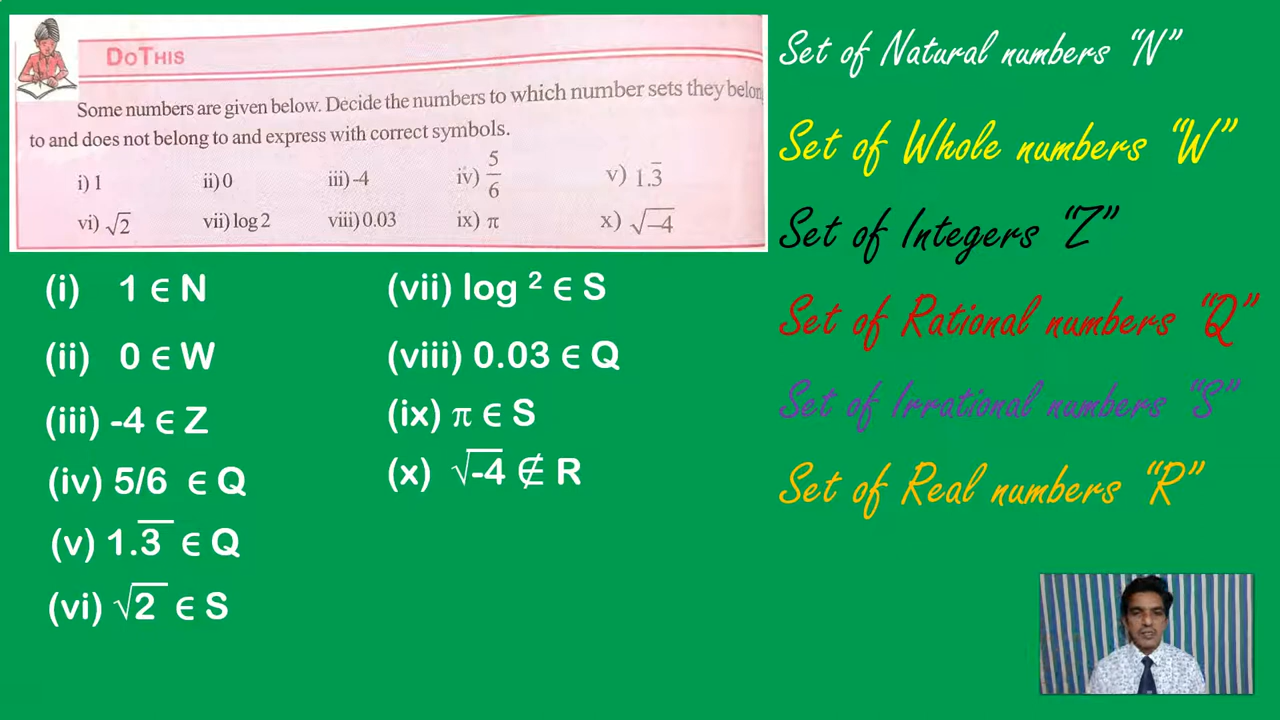 DO THIS
Some numbers are given below. Decide the numbers to which number sets they belon
to and does not belong to and express with correct symbols.
i) 1 ii) 0 iii) -4 iv) 5/6 v) 1.3̅
vi) √2 vii) log 2 viii) 0.03 ix) π x) √-4
(i) 1 ∈ N
(ii) 0 ∈ W
(iii) -4 ∈ Z
(iv) 5/6 ∈ Q
(v) 1.3̅ ∈ Q
(vi) √2 ∈ S
(vii) log ² ∈ S
(viii) 0.03 ∈ Q
(ix) π ∈ S
(x) √-4 ∉ R
Set of Natural numbers “N”
Set of Whole numbers “W”
Set of Integers “Z”
Set of Rational numbers “Q”
Set of Irrational numbers “S”
Set of Real numbers “R”